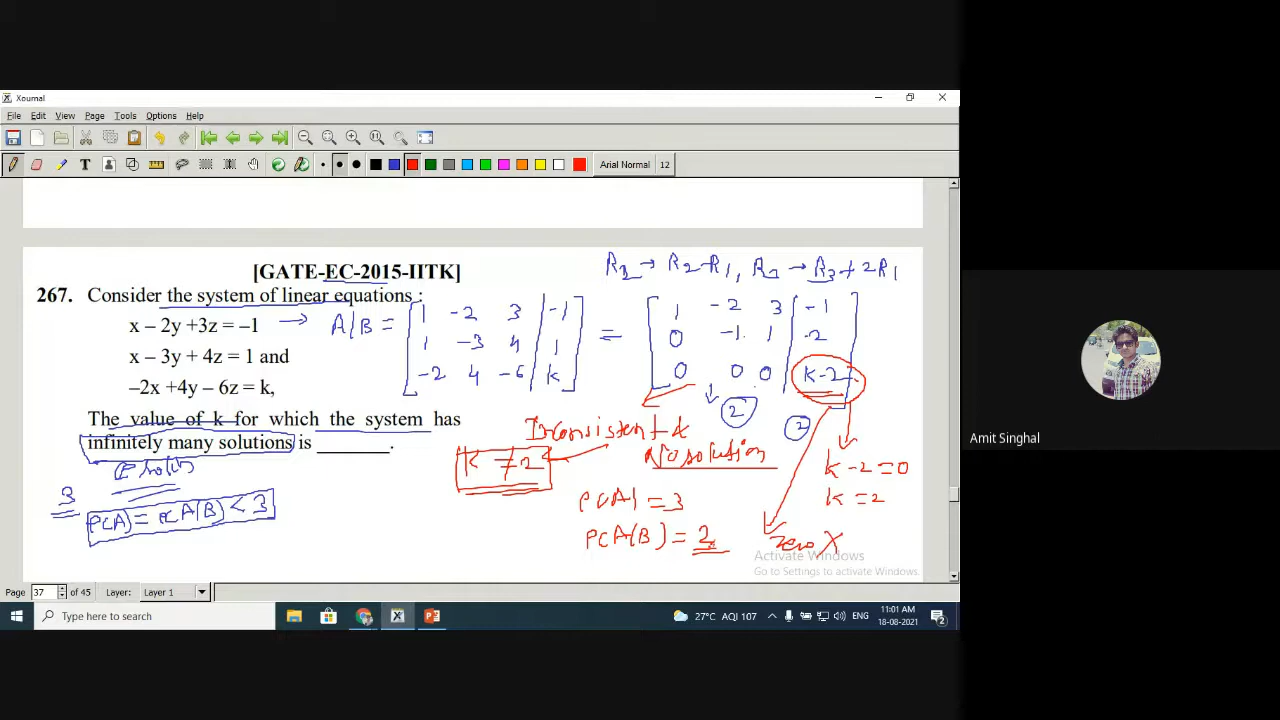 Xournal
File Edit View Page Tools Options Help
Arial Normal 12
[GATE-EC-2015-IITK]
267. Consider the system of linear equations :
x – 2y +3z = –1
x – 3y + 4z = 1 and
–2x +4y – 6z = k,
The value of k for which the system has
infinitely many solutions is ________.
R2 → R2-R1, R3 → R3+2R1
→ A|B =
1 -2 3 -1
1 -3 4 1
-2 4 -6 k
=
1 -2 3 -1
0 -1 1 2
0 0 0 k-2
2
2
Inconsistent &
No solution
K ≠ 2
k-2=0
k=2
3
ρ(A) = ρ(A|B) < 3
ρ(A) = 3
ρ(A|B) = 2
zero X
Activate Windows
Go to Settings to activate Windows.
Page 37 of 45 Layer: Layer 1
Type here to search
27°C AQI 107
ENG
11:01 AM
18-08-2021
2
Amit Singhal